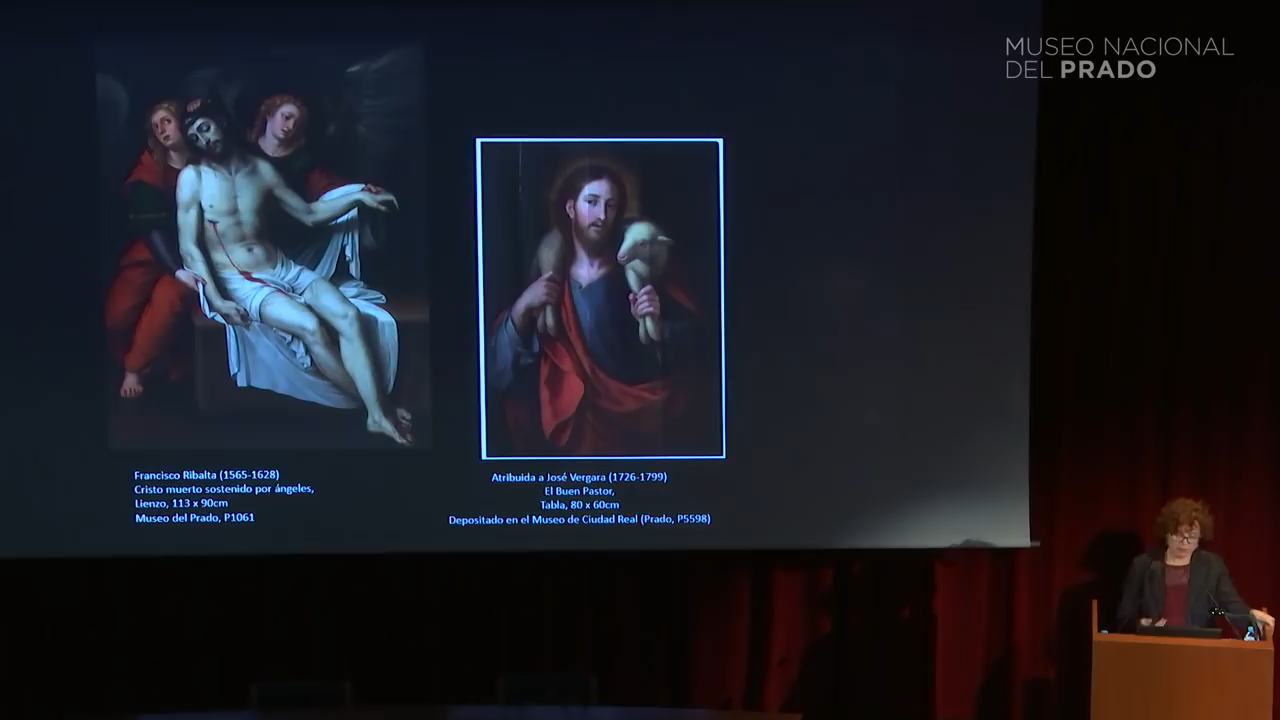 MUSEO NACIONAL
DEL PRADO
Francisco Ribalta (1565-1628)
Cristo muerto sostenido por ángeles,
Lienzo, 113 x 90cm
Museo del Prado, P1061
Atribuida a José Vergara (1726-1799)
El Buen Pastor,
Tabla, 80 x 60cm
Depositado en el Museo de Ciudad Real (Prado, P5598)